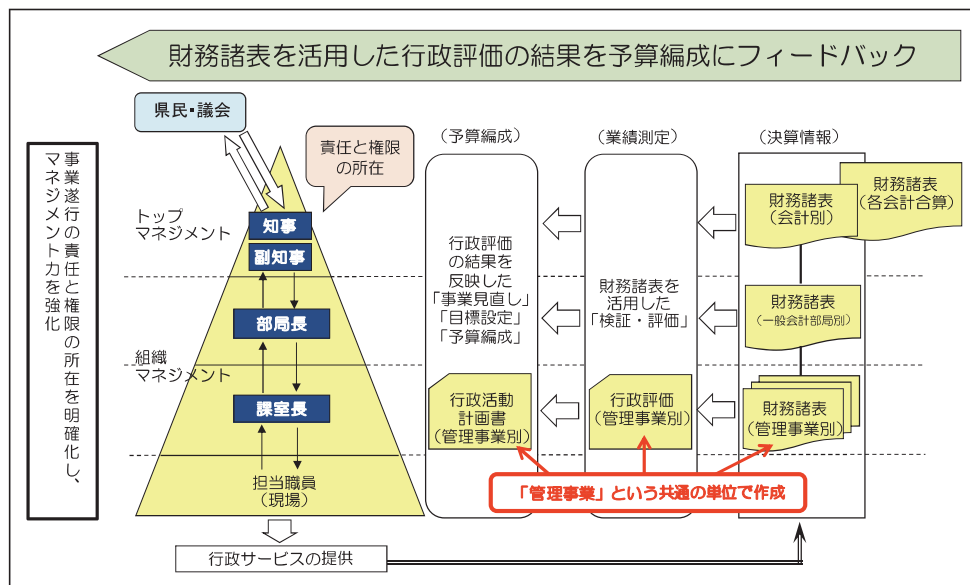 財務諸表を活用した行政評価の結果を予算編成にフィードバック
県民・議会
責任と権限
の所在
事業遂行の責任と権限の所在を明確化し、
マネジメント力を強化
トップ
マネジメント
組織
マネジメント
知事
副知事
部局長
課室長
担当職員
(現場)
行政サービスの提供
(予算編成)
行政評価
の結果を
反映した
「事業見直し」
「目標設定」
「予算編成」
行政活動
計画書
(管理事業別)
(業績測定)
財務諸表を
活用した
「検証・評価」
行政評価
(管理事業別)
(決算情報)
財務諸表
(会計別)
財務諸表
(各会計合算)
財務諸表
(一般会計部局別)
財務諸表
(管理事業別)
「管理事業」という共通の単位で作成